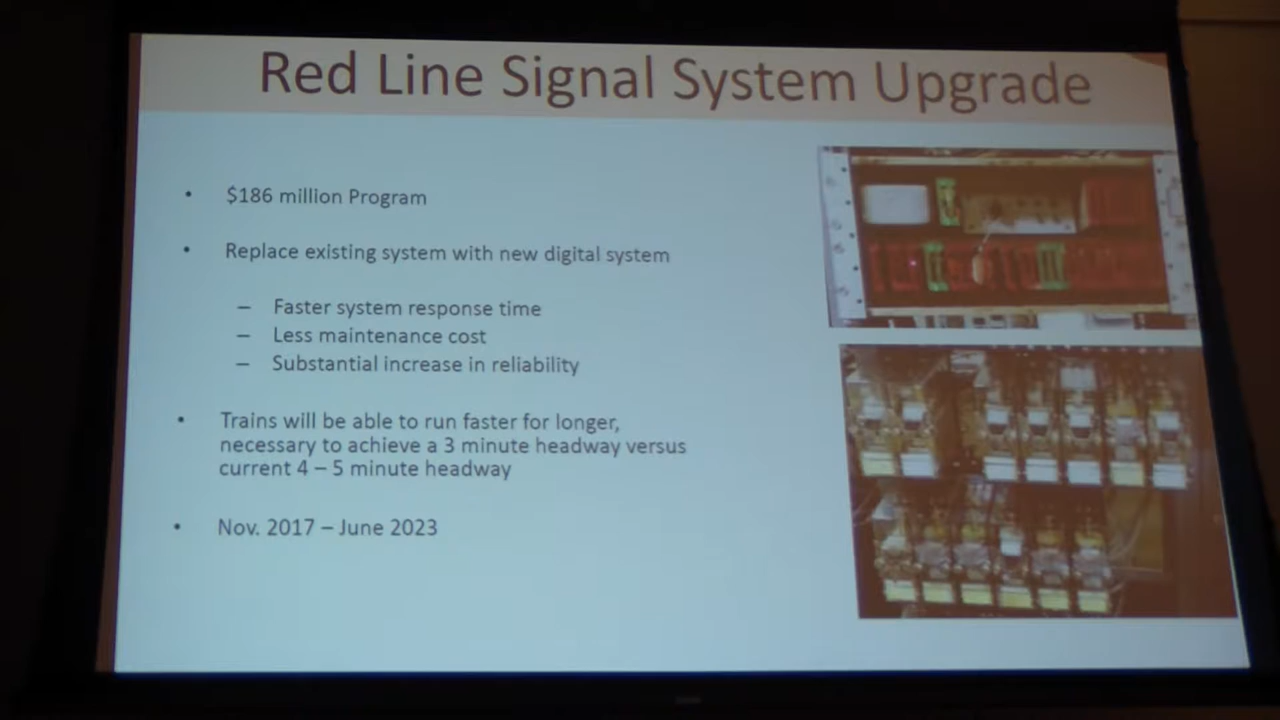 Red Line Signal System Upgrade
• $186 million Program
• Replace existing system with new digital system
– Faster system response time
– Less maintenance cost
– Substantial increase in reliability
• Trains will be able to run faster for longer,
necessary to achieve a 3 minute headway versus
current 4 – 5 minute headway
• Nov. 2017 – June 2023